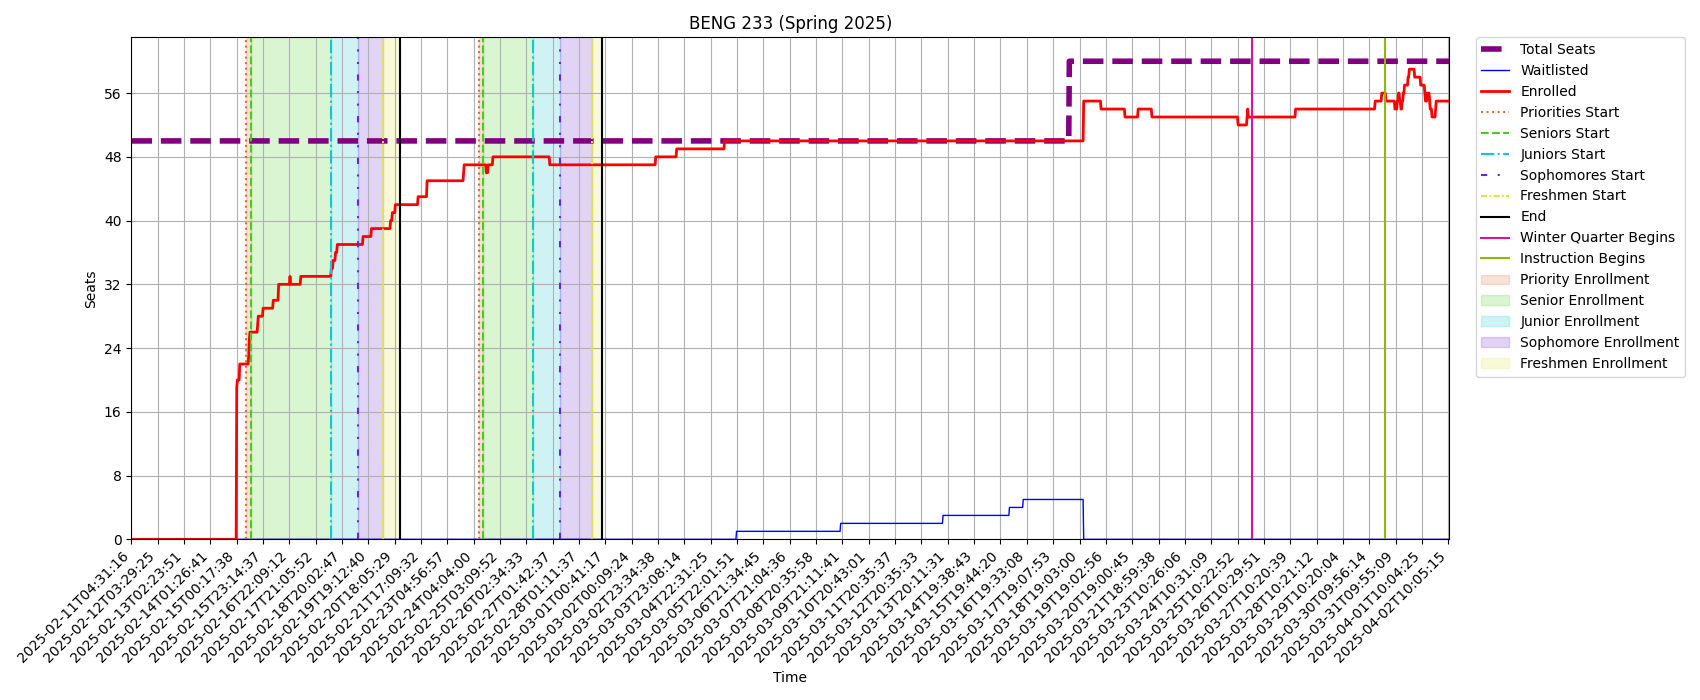 BENG 233 (Spring 2025)
Seats
56
48
40
32
24
16
8
0
2025-02-11T04:31:16
2025-02-12T03:29:25
2025-02-13T02:23:51
2025-02-14T01:26:41
2025-02-15T00:17:38
2025-02-15T23:14:37
2025-02-16T22:09:12
2025-02-17T21:05:52
2025-02-18T20:02:47
2025-02-19T19:12:40
2025-02-20T18:05:29
2025-02-21T17:09:32
2025-02-23T04:56:57
2025-02-24T04:04:00
2025-02-25T03:09:52
2025-02-26T02:34:33
2025-02-27T01:42:37
2025-02-28T01:11:37
2025-03-01T00:41:17
2025-03-02T00:09:24
2025-03-02T23:34:38
2025-03-03T23:08:14
2025-03-04T22:31:25
2025-03-05T22:01:51
2025-03-06T21:34:45
2025-03-07T21:04:36
2025-03-08T20:35:58
2025-03-09T21:11:41
2025-03-10T20:43:01
2025-03-11T20:35:37
2025-03-12T20:35:33
2025-03-13T20:11:31
2025-03-14T19:38:43
2025-03-15T19:44:20
2025-03-16T19:33:08
2025-03-17T19:07:53
2025-03-18T19:03:00
2025-03-19T19:02:56
2025-03-20T19:00:45
2025-03-21T18:59:38
2025-03-23T10:26:06
2025-03-24T10:31:09
2025-03-25T10:22:52
2025-03-26T10:29:51
2025-03-27T10:20:39
2025-03-28T10:21:12
2025-03-29T10:20:04
2025-03-30T09:56:14
2025-03-31T09:55:09
2025-04-01T10:04:25
2025-04-02T10:05:15
Time
Total Seats
Waitlisted
Enrolled
Priorities Start
Seniors Start
Juniors Start
Sophomores Start
Freshmen Start
End
Winter Quarter Begins
Instruction Begins
Priority Enrollment
Senior Enrollment
Junior Enrollment
Sophomore Enrollment
Freshmen Enrollment